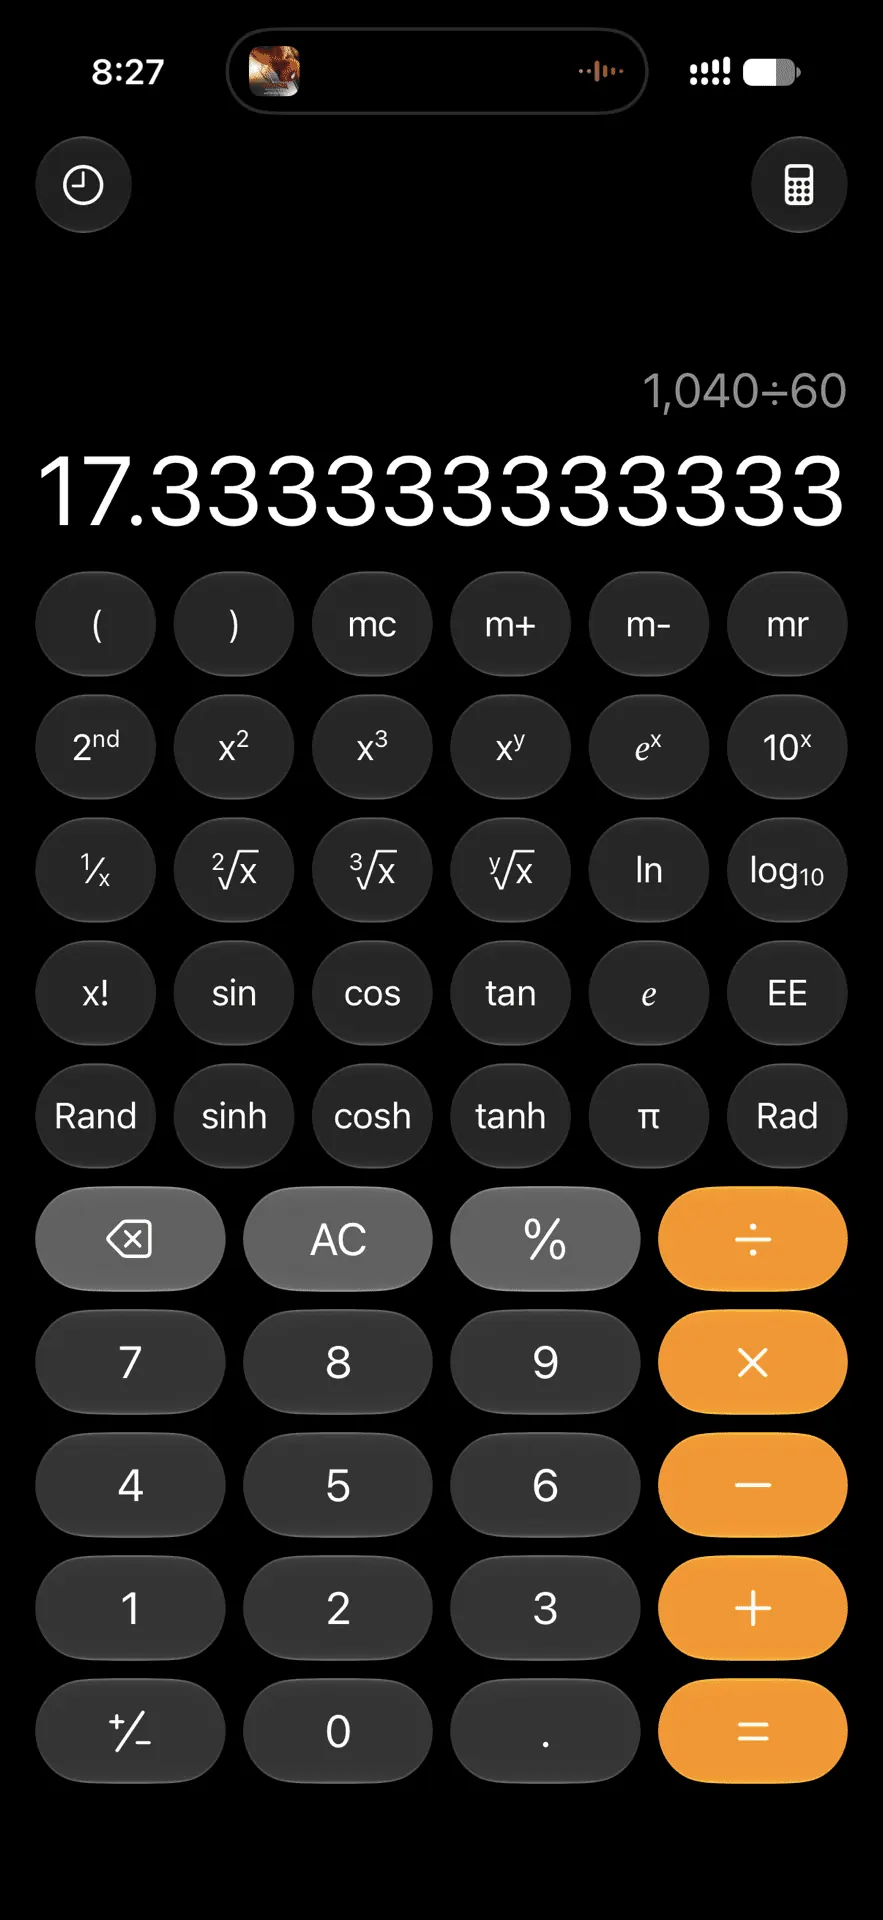 8:27
1,040÷60
17.333333333333
( ) mc m+ m- mr
2ⁿᵈ x² x³ xʸ eˣ 10ˣ
¹⁄ₓ ²√x ³√x ʸ√x ln log₁₀
x! sin cos tan e EE
Rand sinh cosh tanh π Rad
AC % ÷
7 8 9 ×
4 5 6 −
1 2 3 +
+/− 0 . =